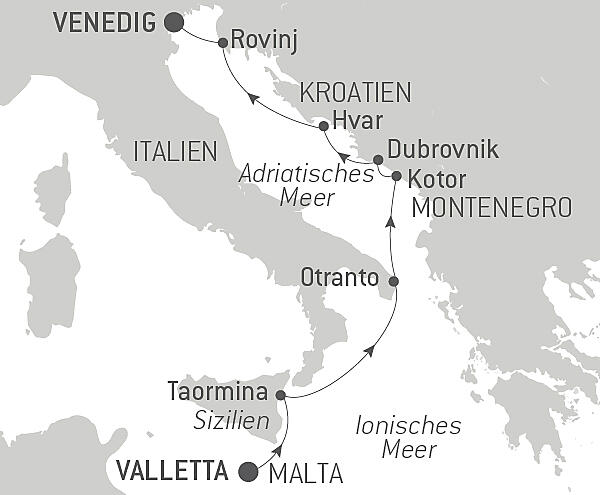 VENEDIG
Rovinj
KROATIEN
Hvar
ITALIEN
Dubrovnik
Adriatisches
Meer
Kotor
MONTENEGRO
Otranto
Taormina
Sizilien
Ionisches
Meer
VALLETTA
MALTA